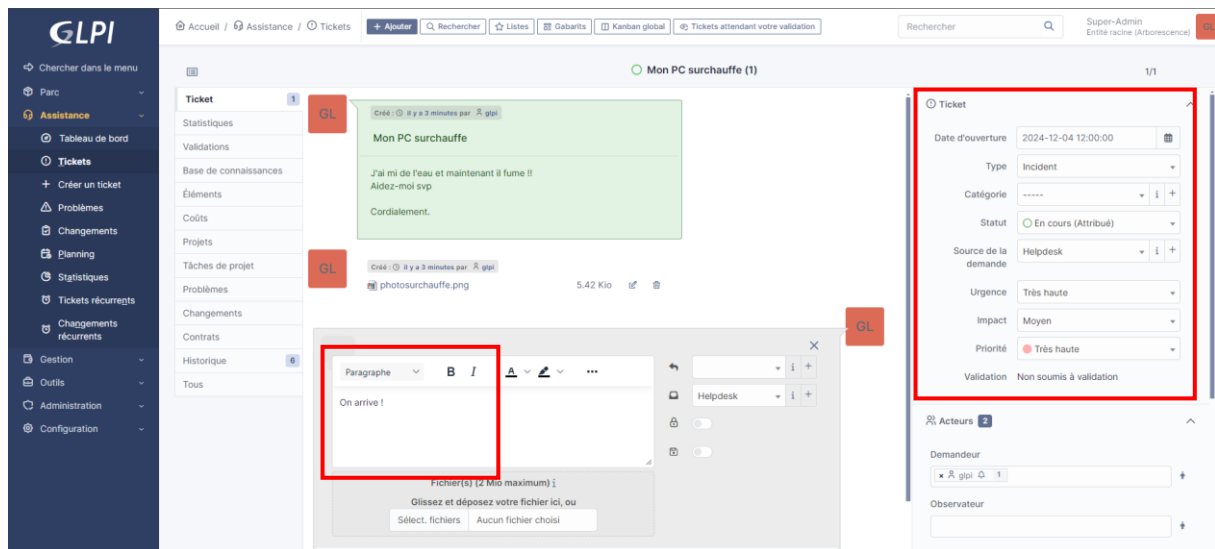 GLPI
Accueil / Assistance / Tickets
+ Ajouter
Rechercher
Listes
Gabarits
Kanban global
Tickets attendant votre validation
Rechercher
Super-Admin
Entité racine (Arborescence)
GL
Chercher dans le menu
Parc
Assistance
Tableau de bord
Tickets
+ Créer un ticket
Problèmes
Changements
Planning
Statistiques
Tickets récurrents
Changements
récurrents
Gestion
Outils
Administration
Configuration
Mon PC surchauffe (1)
1/1
Ticket 1
Statistiques
Validations
Base de connaissances
Éléments
Coûts
Projets
Tâches de projet
Problèmes
Changements
Contrats
Historique 6
Tous
GL
Créé : il y a 3 minutes par glpi
Mon PC surchauffe
J'ai mi de l'eau et maintenant il fume !!
Aidez-moi svp
Cordialement.
GL
Créé : il y a 3 minutes par glpi
photosurchauffe.png 5.42 Kio
GL
Paragraphe B I A ...
On arrive !
i +
Helpdesk i +
Fichier(s) (2 Mio maximum) i
Glissez et déposez votre fichier ici, ou
Sélect. fichiers Aucun fichier choisi
Ticket
Date d'ouverture 2024-12-04 12:00:00
Type Incident
Catégorie ----- i +
Statut En cours (Attribué)
Source de la
demande
Helpdesk i +
Urgence Très haute
Impact Moyen
Priorité Très haute
Validation Non soumis à validation
Acteurs 2
Demandeur
× glpi 1
Observateur